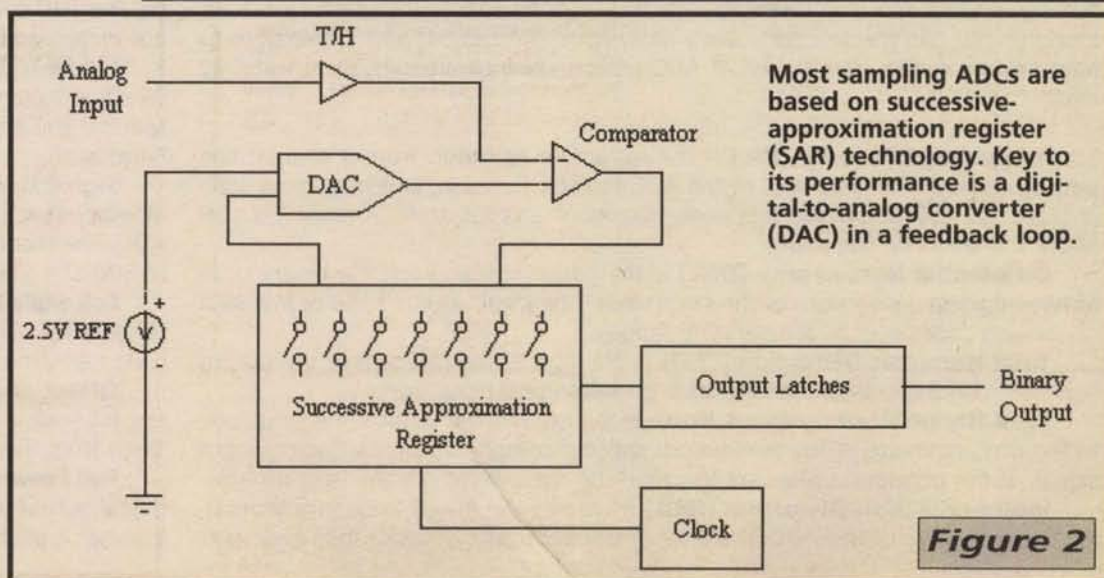 T/H
Analog
Input
Most sampling ADCs are
based on successive-
approximation register
(SAR) technology. Key to
its performance is a digi-
tal-to-analog converter
(DAC) in a feedback loop.
Comparator
DAC
+
2.5V REF
V
-
Successive Approximation
Register
Output Latches
Binary
Output
Clock
Figure 2